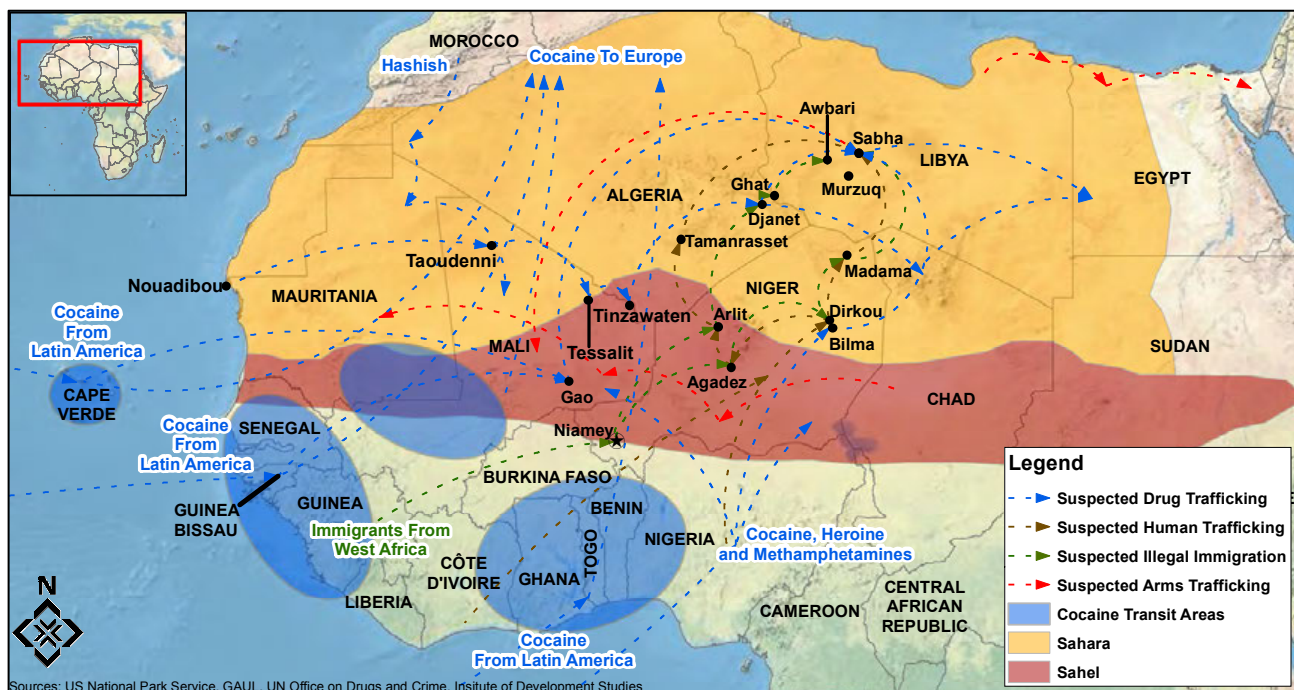 MOROCCO
Hashish
Cocaine To Europe
Awbari
Sabha
LIBYA
EGYPT
Murzuq
ALGERIA
Ghat
Djanet
Tamanrasset
Taoudenni
Madama
Nouadibou
MAURITANIA
NIGER
Cocaine
From
Latin America
Tinzawaten
Arlit
Dirkou
Bilma
MALI
Tessalit
SUDAN
Agadez
CAPE
VERDE
Gao
CHAD
Cocaine
From
Latin America
SENEGAL
Niamey
BURKINA FASO
GUINEA
BISSAU
GUINEA
BENIN
Immigrants From
West Africa
NIGERIA
Cocaine, Heroine
and Methamphetamines
CÔTE
D'IVOIRE
GHANA
TOGO
LIBERIA
CAMEROON
CENTRAL
AFRICAN
REPUBLIC
Cocaine
From Latin America
N
Legend
Suspected Drug Trafficking
Suspected Human Trafficking
Suspected Illegal Immigration
Suspected Arms Trafficking
Cocaine Transit Areas
Sahara
Sahel
Sources: US National Park Service, GAUL, UN Office on Drugs and Crime, Insitute of Development Studies